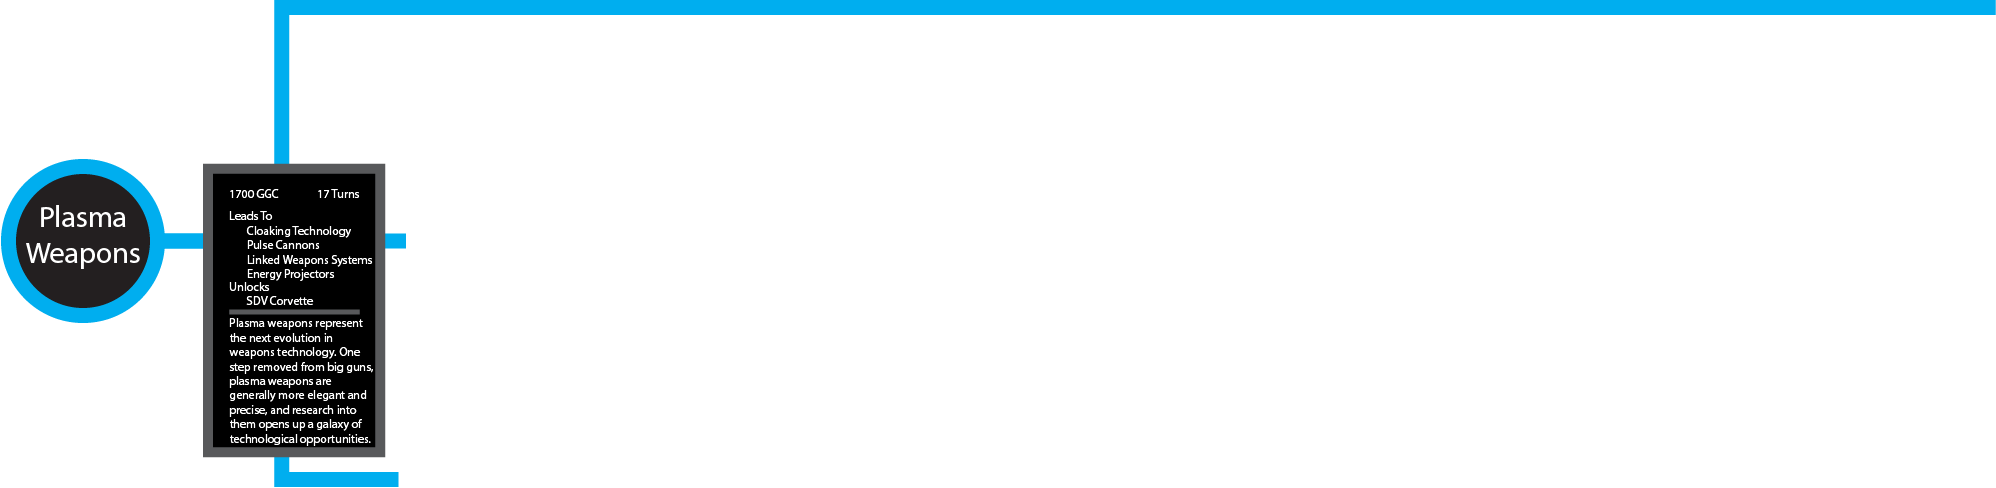 Plasma
Weapons
1700 GGC 17 Turns
Leads To
Cloaking Technology
Pulse Cannons
Linked Weapons Systems
Energy Projectors
Unlocks
SDV Corvette
Plasma weapons represent
the next evolution in
weapons technology. One
step removed from big guns,
plasma weapons are
generally more elegant and
precise, and research into
them opens up a galaxy of
technological opportunities.